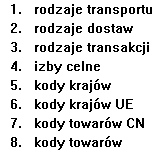 1. rodzaje transportu
2. rodzaje dostaw
3. rodzaje transakcji
4. izby celne
5. kody krajów
6. kody krajów UE
7. kody towarów CN
8. kody towarów